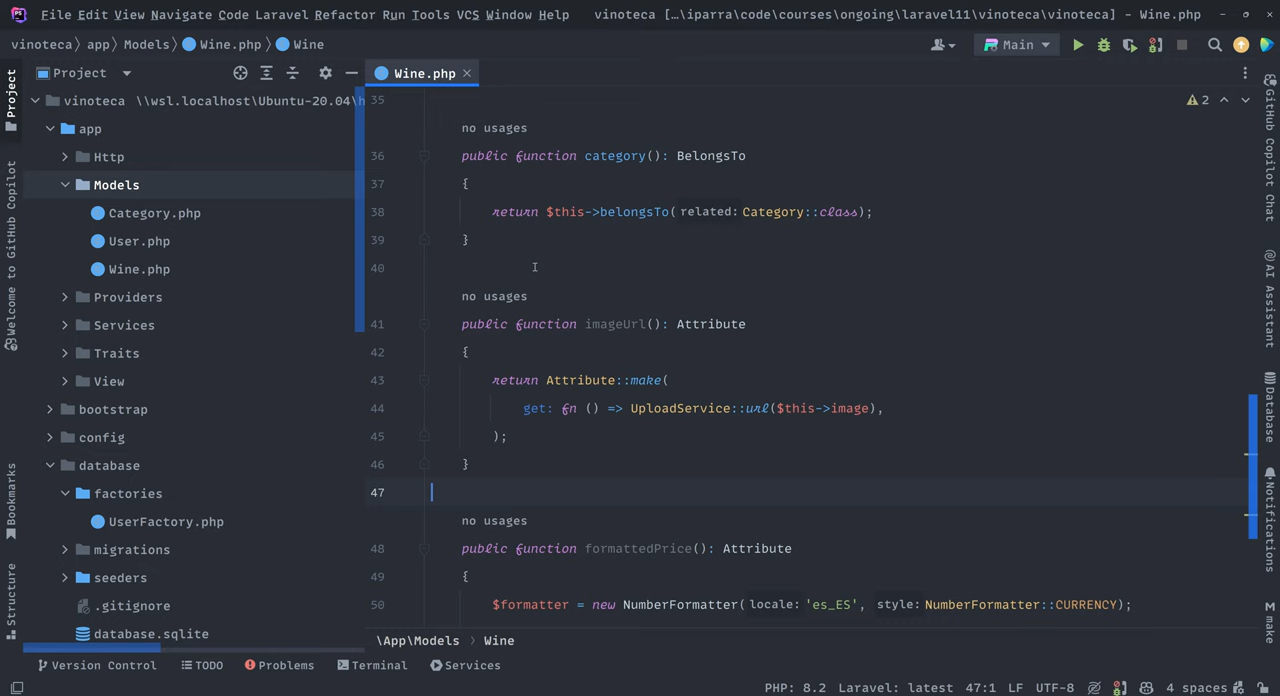 File Edit View Navigate Code Laravel Refactor Run Tools VCS Window Help vinoteca […\iparra\code\courses\ongoing\laravel11\vinoteca\vinoteca] - Wine.php
vinoteca app Models Wine.php Wine
Main
Project
Wine.php
Project
Welcome to GitHub Copilot
Bookmarks
Structure
vinoteca \\wsl.localhost\Ubuntu-20.04\h
app
Http
Models
Category.php
User.php
Wine.php
Providers
Services
Traits
View
bootstrap
config
database
factories
UserFactory.php
migrations
seeders
.gitignore
database.sqlite
35
no usages
36 public function category(): BelongsTo
37 {
38 return $this->belongsTo( related: Category::class);
39 }
40
no usages
41 public function imageUrl(): Attribute
42 {
43 return Attribute::make(
44 get: fn () => UploadService::url($this->image),
45 );
46 }
47
no usages
48 public function formattedPrice(): Attribute
49 {
50 $formatter = new NumberFormatter( locale: 'es_ES', style: NumberFormatter::CURRENCY);
2
GitHub Copilot Chat
AI Assistant
Database
Notifications
M make
\App\Models Wine
Version Control TODO Problems Terminal Services
PHP: 8.2 Laravel: latest 47:1 LF UTF-8 4 spaces